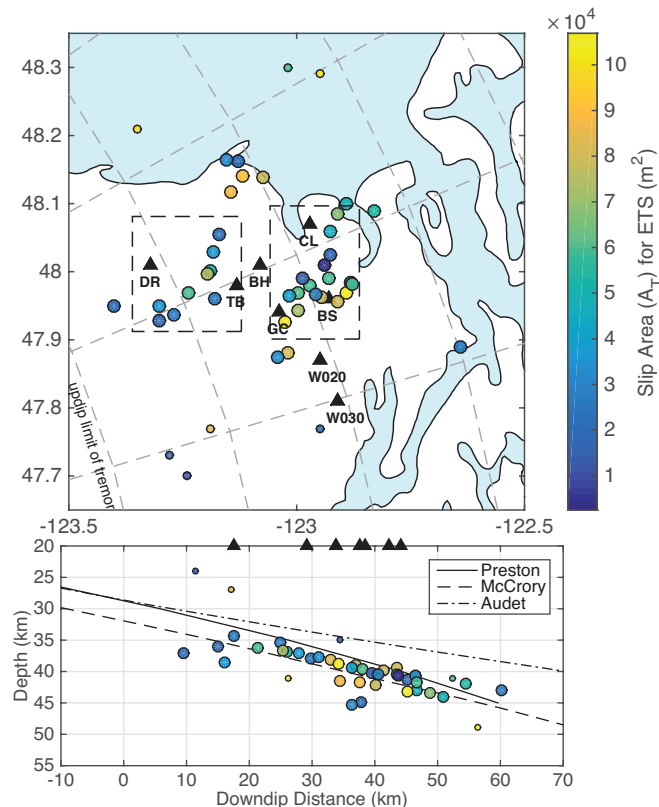 ×10⁴
48.3
48.2
48.1
48
47.9
47.8
47.7
-123.5
-123
-122.5
CL
DR
TB
BH
GC
BS
W020
W030
updip limit of tremor
10
9
8
7
6
5
4
3
2
1
Slip Area (A_T) for ETS (m²)
20
25
30
35
40
45
50
55
Depth (km)
Preston
McCrory
Audet
-10
0
10
20
30
40
50
60
70
Downdip Distance (km)